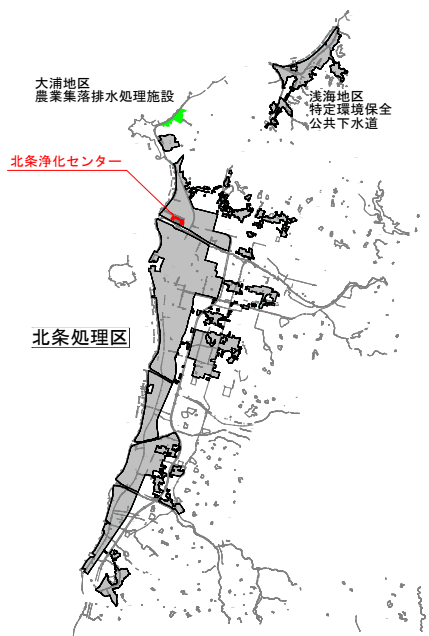 大浦地区
農業集落排水処理施設
浅海地区
特定環境保全
公共下水道
北条浄化センター
北条処理区